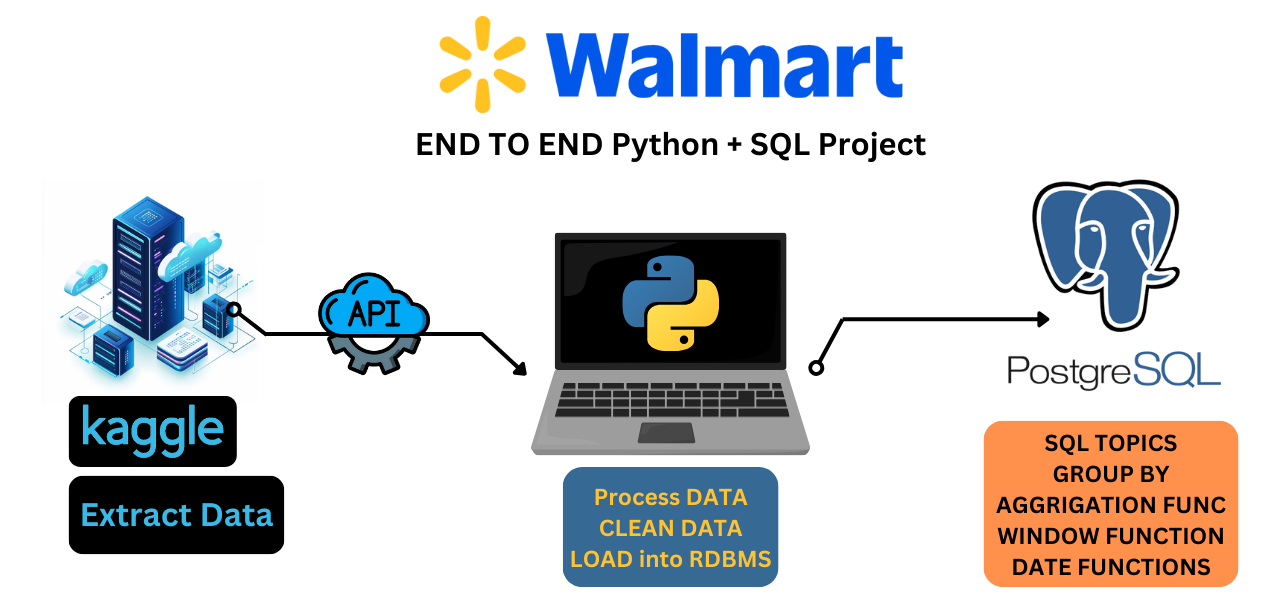 Walmart
END TO END Python + SQL Project
API
kaggle
Extract Data
Process DATA
CLEAN DATA
LOAD into RDBMS
PostgreSQL
SQL TOPICS
GROUP BY
AGGRIGATION FUNC
WINDOW FUNCTION
DATE FUNCTIONS